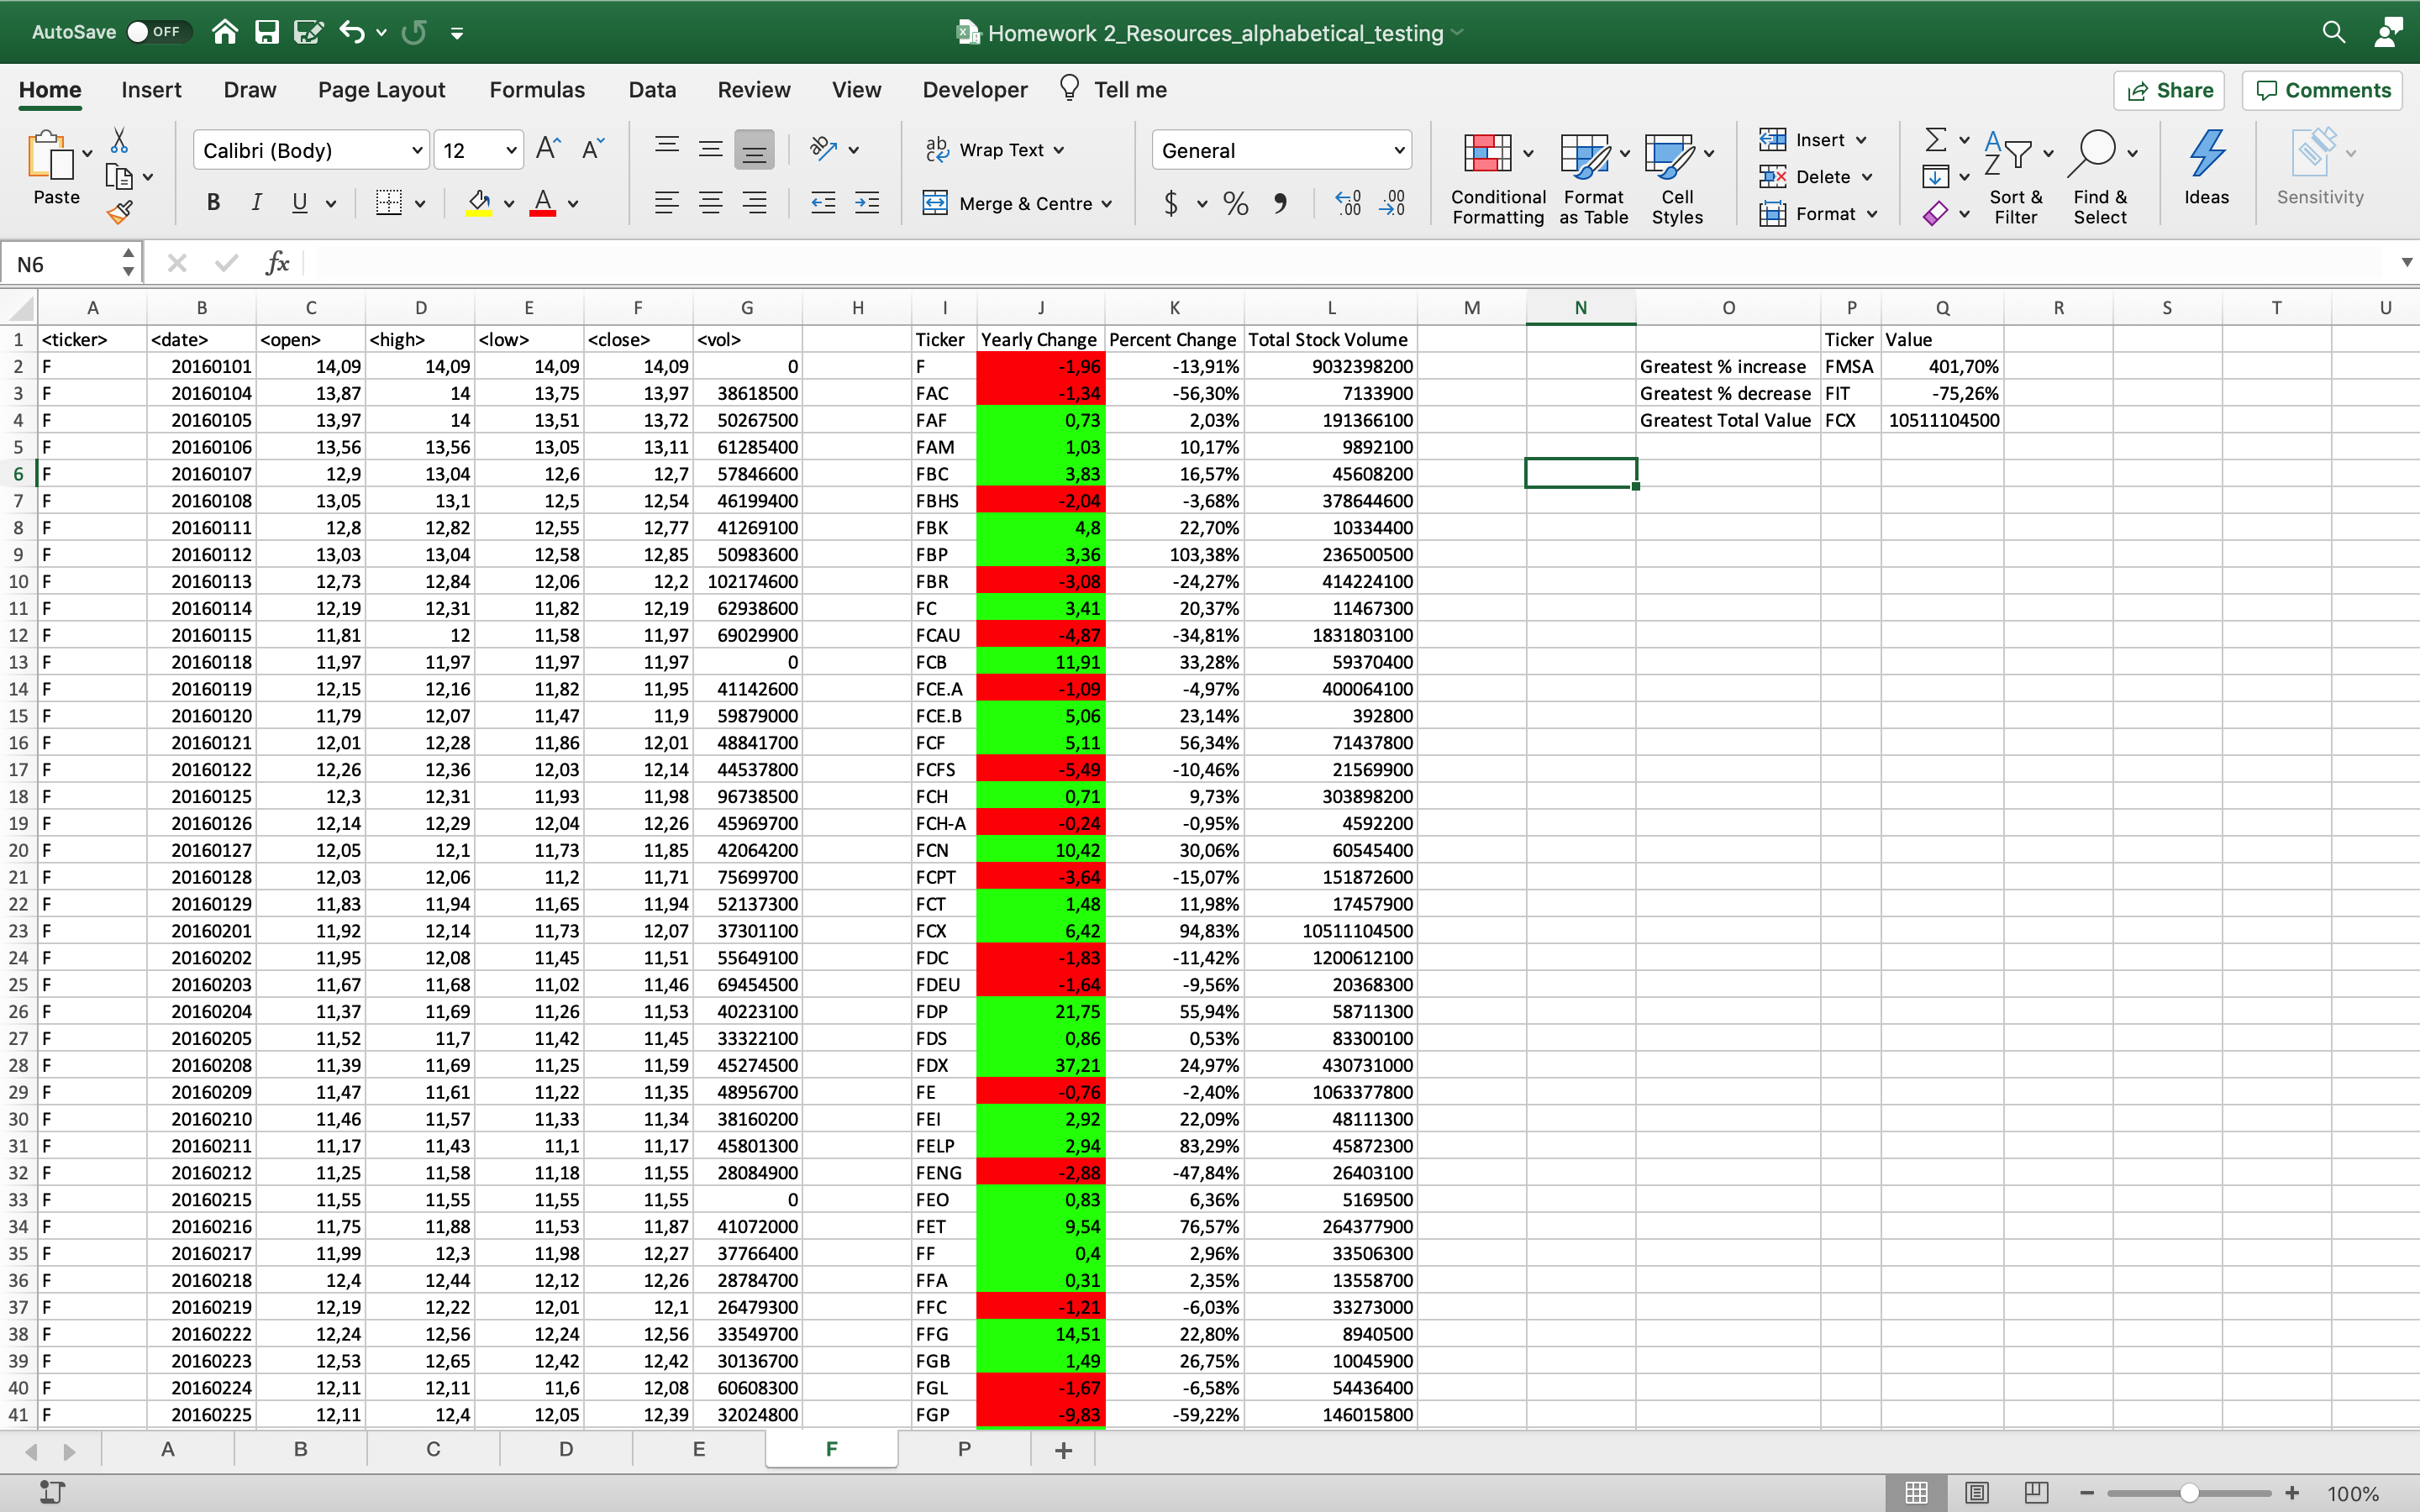 AutoSave OFF Homework 2_Resources_alphabetical_testing
Home Insert Draw Page Layout Formulas Data Review View Developer Tell me Share Comments
Paste Calibri (Body) 12 A A ab Wrap Text General Conditional Formatting Format as Table Cell Styles Insert Sort & Filter Find & Select Ideas Sensitivity
B I U A Merge & Centre $ % Delete
Format
N6 fx
A B C D E F G H I J K L M N O P Q R S T U
1 <ticker> <date> <open> <high> <low> <close> <vol> Ticker Yearly Change Percent Change Total Stock Volume Ticker Value
2 F 20160101 14,09 14,09 14,09 14,09 0 F -1,96 -13,91% 9032398200 Greatest % increase FMSA 401,70%
3 F 20160104 13,87 14 13,75 13,97 38618500 FAC -1,34 -56,30% 7133900 Greatest % decrease FIT -75,26%
4 F 20160105 13,97 14 13,51 13,72 50267500 FAF 0,73 2,03% 191366100 Greatest Total Value FCX 10511104500
5 F 20160106 13,56 13,56 13,05 13,11 61285400 FAM 1,03 10,17% 9892100
6 F 20160107 12,9 13,04 12,6 12,7 57846600 FBC 3,83 16,57% 45608200
7 F 20160108 13,05 13,1 12,5 12,54 46199400 FBHS -2,04 -3,68% 378644600
8 F 20160111 12,8 12,82 12,55 12,77 41269100 FBK 4,8 22,70% 10334400
9 F 20160112 13,03 13,04 12,58 12,85 50983600 FBP 3,36 103,38% 236500500
10 F 20160113 12,73 12,84 12,06 12,2 102174600 FBR -3,08 -24,27% 414224100
11 F 20160114 12,19 12,31 11,82 12,19 62938600 FC 3,41 20,37% 11467300
12 F 20160115 11,81 12 11,58 11,97 69029900 FCAU -4,87 -34,81% 1831803100
13 F 20160118 11,97 11,97 11,97 11,97 0 FCB 11,91 33,28% 59370400
14 F 20160119 12,15 12,16 11,82 11,95 41142600 FCE.A -1,09 -4,97% 400064100
15 F 20160120 11,79 12,07 11,47 11,9 59879000 FCE.B 5,06 23,14% 392800
16 F 20160121 12,01 12,28 11,86 12,01 48841700 FCF 5,11 56,34% 71437800
17 F 20160122 12,26 12,36 12,03 12,14 44537800 FCFS -5,49 -10,46% 21569900
18 F 20160125 12,3 12,31 11,93 11,98 96738500 FCH 0,71 9,73% 303898200
19 F 20160126 12,14 12,29 12,04 12,26 45969700 FCH-A -0,24 -0,95% 4592200
20 F 20160127 12,05 12,1 11,73 11,85 42064200 FCN 10,42 30,06% 60545400
21 F 20160128 12,03 12,06 11,2 11,71 75699700 FCPT -3,64 -15,07% 151872600
22 F 20160129 11,83 11,94 11,65 11,94 52137300 FCT 1,48 11,98% 17457900
23 F 20160201 11,92 12,14 11,73 12,07 37301100 FCX 6,42 94,83% 10511104500
24 F 20160202 11,95 12,08 11,45 11,51 55649100 FDC -1,83 -11,42% 1200612100
25 F 20160203 11,67 11,68 11,02 11,46 69454500 FDEU -1,64 -9,56% 20368300
26 F 20160204 11,37 11,69 11,26 11,53 40223100 FDP 21,75 55,94% 58711300
27 F 20160205 11,52 11,7 11,42 11,45 33322100 FDS 0,86 0,53% 83300100
28 F 20160208 11,39 11,69 11,25 11,59 45274500 FDX 37,21 24,97% 430731000
29 F 20160209 11,47 11,61 11,22 11,35 48956700 FE -0,76 -2,40% 1063377800
30 F 20160210 11,46 11,57 11,33 11,34 38160200 FEI 2,92 22,09% 48111300
31 F 20160211 11,17 11,43 11,1 11,17 45801300 FELP 2,94 83,29% 45872300
32 F 20160212 11,25 11,58 11,18 11,55 28084900 FENG -2,88 -47,84% 26403100
33 F 20160215 11,55 11,55 11,55 11,55 0 FEO 0,83 6,36% 5169500
34 F 20160216 11,75 11,88 11,53 11,87 41072000 FET 9,54 76,57% 264377900
35 F 20160217 11,99 12,3 11,98 12,27 37766400 FF 0,4 2,96% 33506300
36 F 20160218 12,4 12,44 12,12 12,26 28784700 FFA 0,31 2,35% 13558700
37 F 20160219 12,19 12,22 12,01 12,1 26479300 FFC -1,21 -6,03% 33273000
38 F 20160222 12,24 12,56 12,24 12,56 33549700 FFG 14,51 22,80% 8940500
39 F 20160223 12,53 12,65 12,42 12,42 30136700 FGB 1,49 26,75% 10045900
40 F 20160224 12,11 12,11 11,6 12,08 60608300 FGL -1,67 -6,58% 54436400
41 F 20160225 12,11 12,4 12,05 12,39 32024800 FGP -9,83 -59,22% 146015800
A B C D E F P +
100%